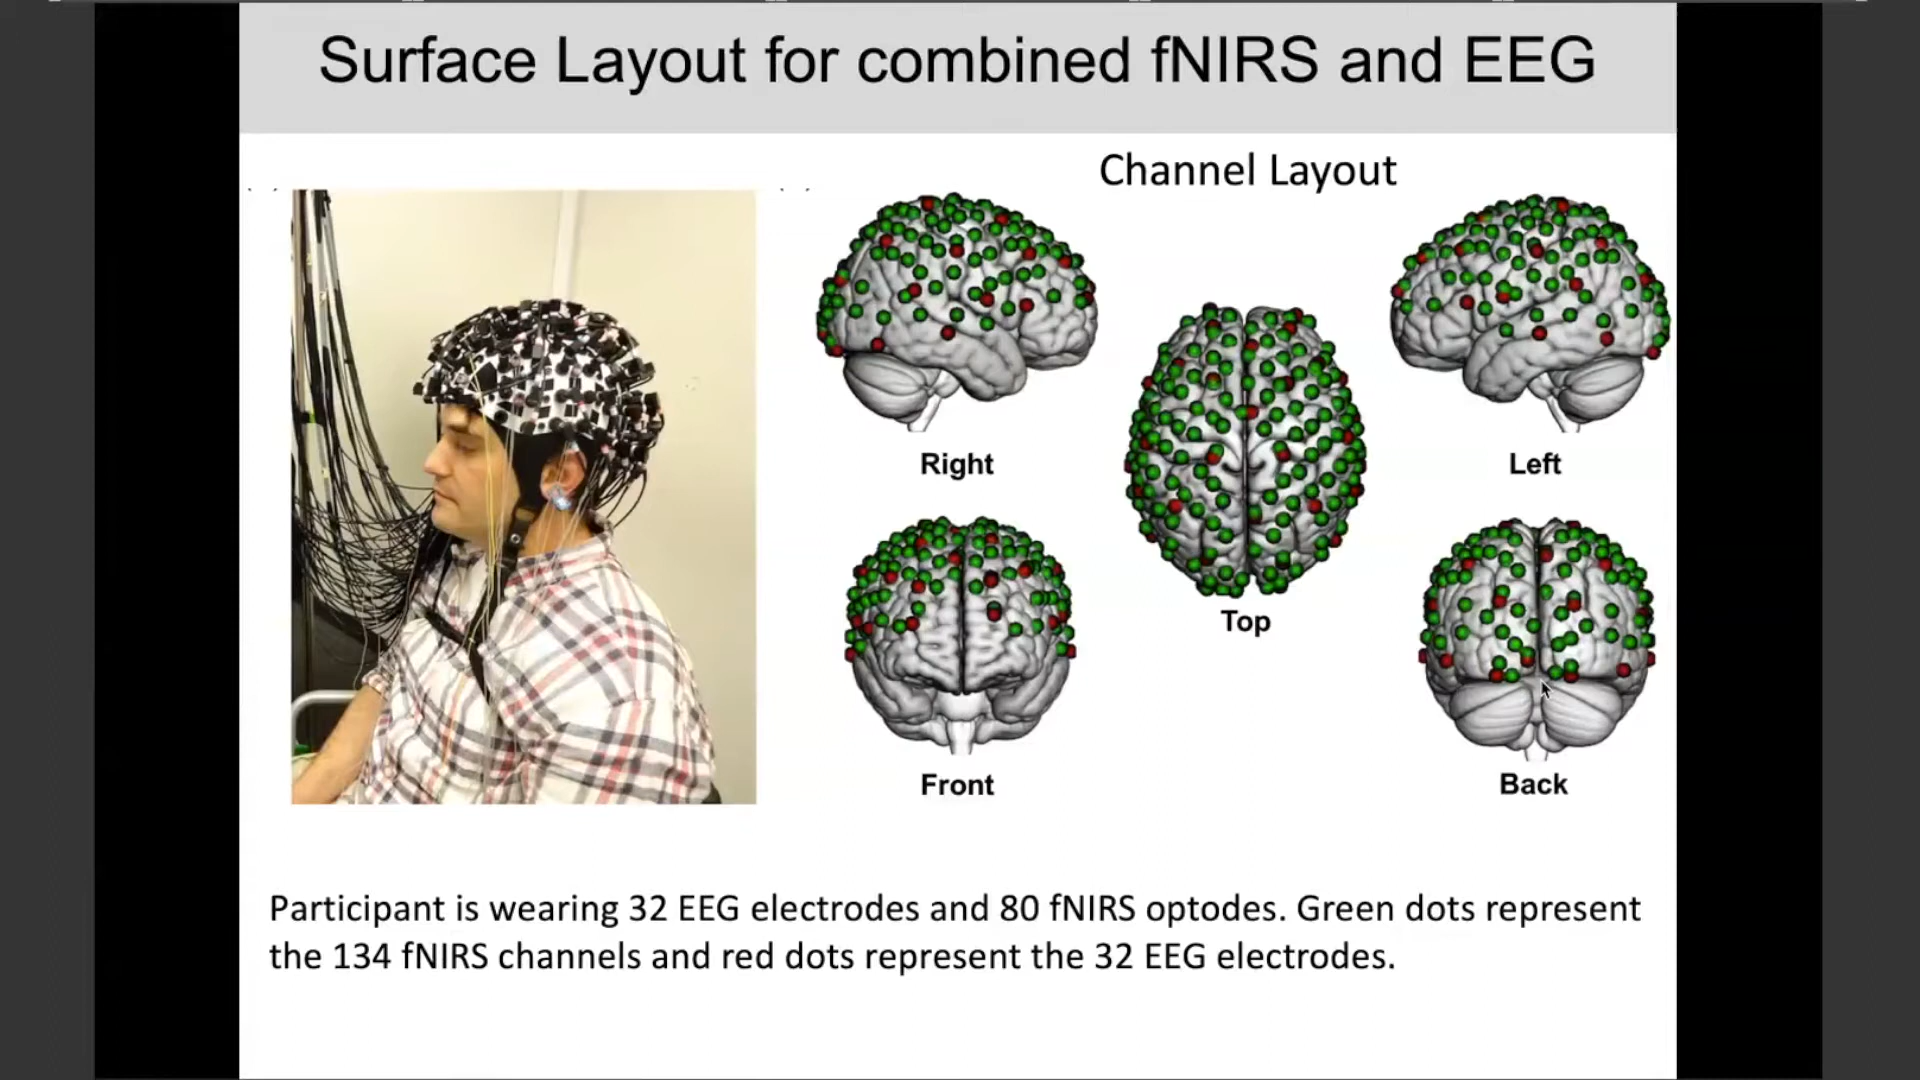 Surface Layout for combined fNIRS and EEG
Channel Layout
Right
Left
Top
Front
Back
Participant is wearing 32 EEG electrodes and 80 fNIRS optodes. Green dots represent
the 134 fNIRS channels and red dots represent the 32 EEG electrodes.